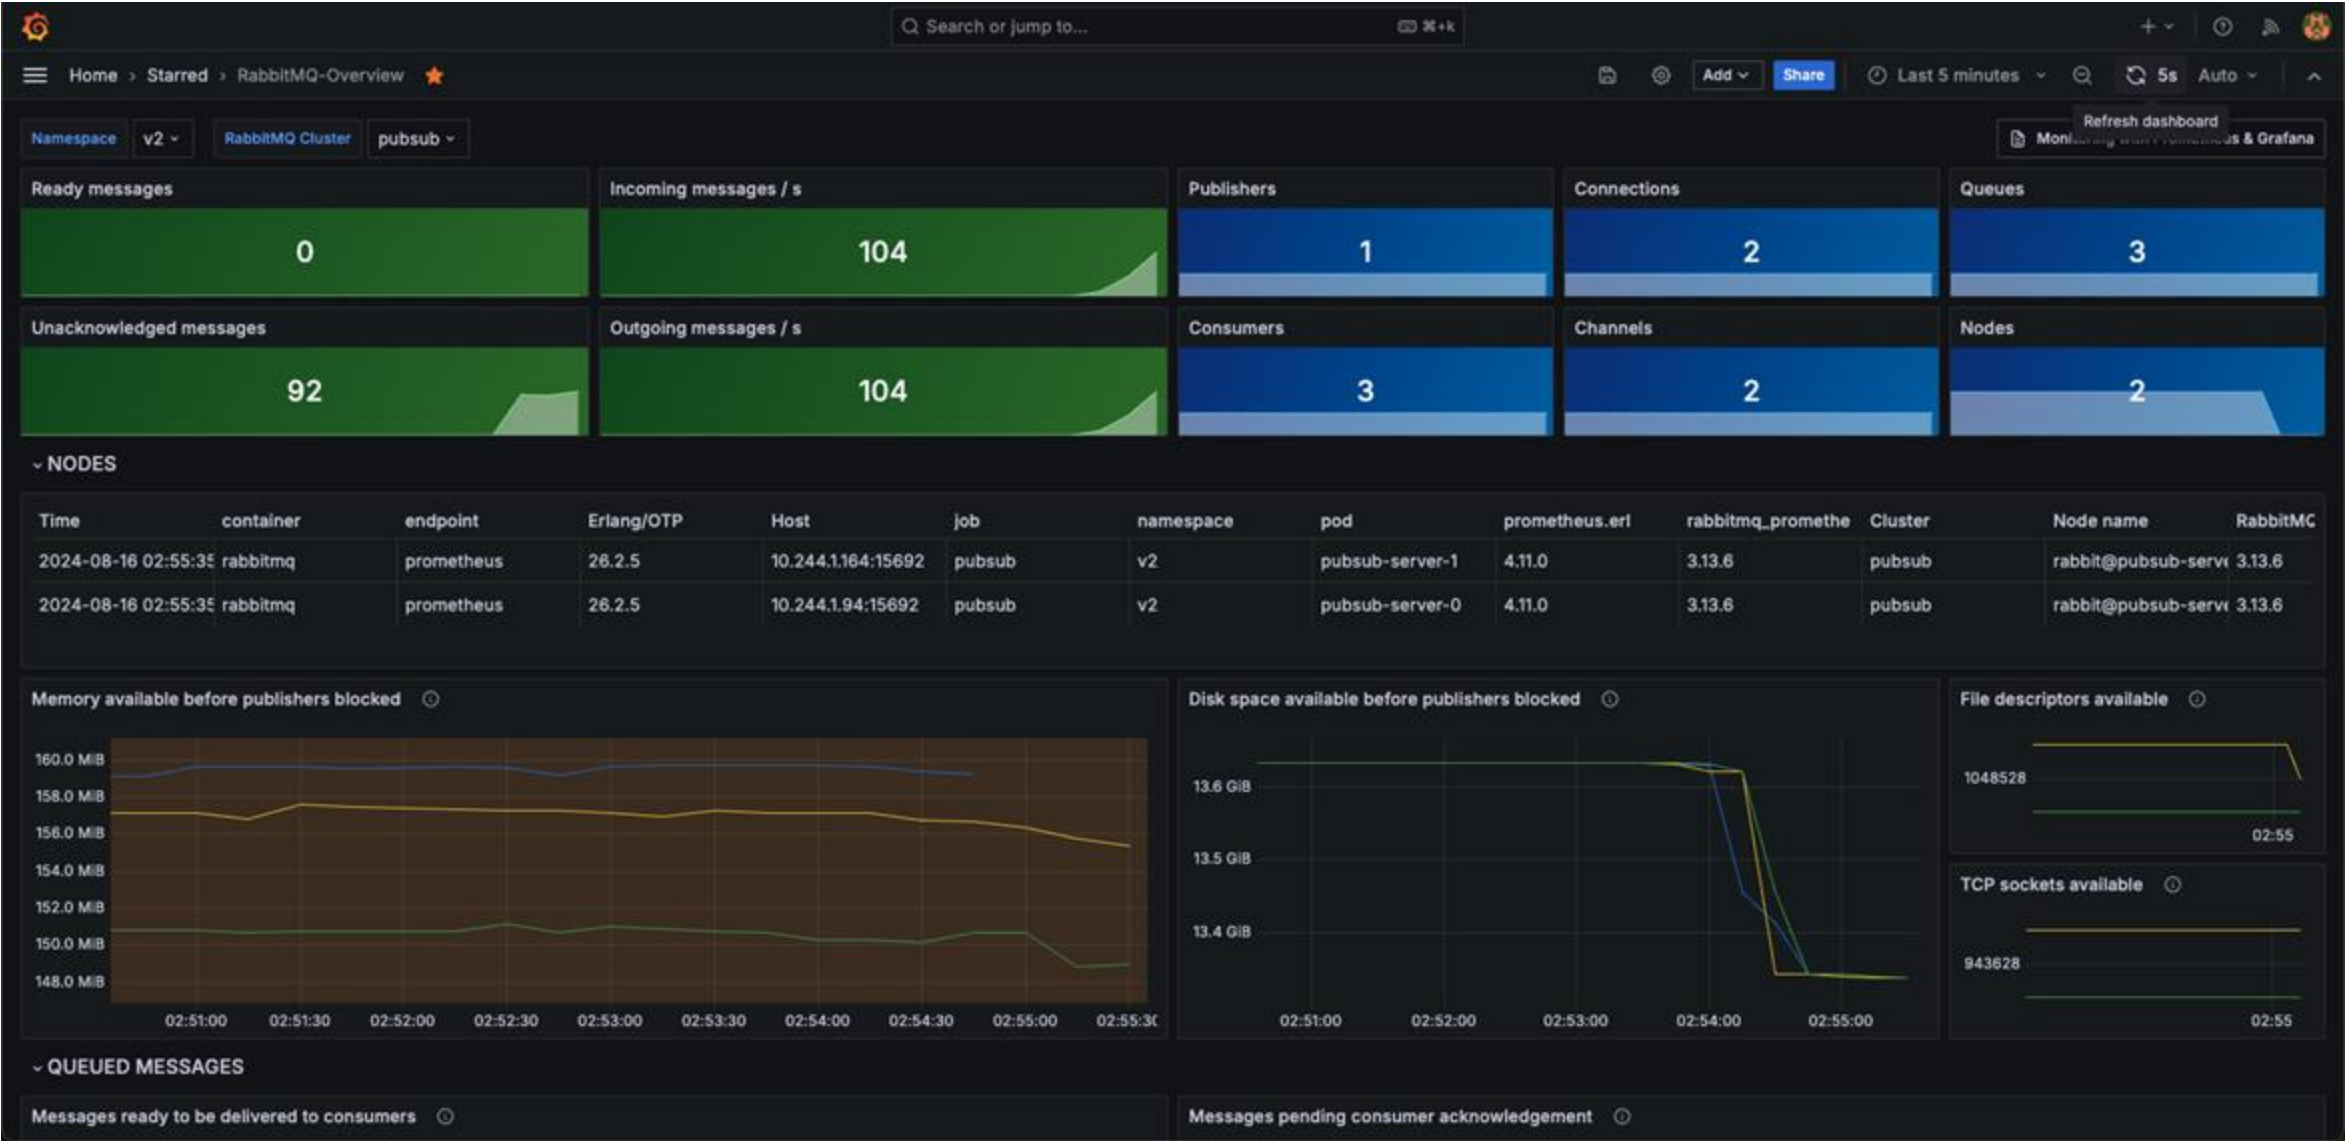 Search or jump to... ⌘+k
Home › Starred › RabbitMQ-Overview Add Share Last 5 minutes 5s Auto
Refresh dashboard
Namespace v2 RabbitMQ Cluster pubsub & Grafana
Ready messages Incoming messages / s Publishers Connections Queues
0 104 1 2 3
Unacknowledged messages Outgoing messages / s Consumers Channels Nodes
92 104 3 2 2
NODES
Time container endpoint Erlang/OTP Host job namespace pod prometheus.erl rabbitmq_promethe Cluster Node name RabbitMQ
2024-08-16 02:55:35 rabbitmq prometheus 26.2.5 10.244.1.164:15692 pubsub v2 pubsub-server-1 4.11.0 3.13.6 pubsub rabbit@pubsub-serve 3.13.6
2024-08-16 02:55:35 rabbitmq prometheus 26.2.5 10.244.1.94:15692 pubsub v2 pubsub-server-0 4.11.0 3.13.6 pubsub rabbit@pubsub-serve 3.13.6
Memory available before publishers blocked
160.0 MiB
158.0 MiB
156.0 MiB
154.0 MiB
152.0 MiB
150.0 MiB
148.0 MiB
02:51:00 02:51:30 02:52:00 02:52:30 02:53:00 02:53:30 02:54:00 02:54:30 02:55:00 02:55:30
Disk space available before publishers blocked
13.6 GiB
13.5 GiB
13.4 GiB
02:51:00 02:52:00 02:53:00 02:54:00 02:55:00
File descriptors available
1048528
02:55
TCP sockets available
943628
02:55
QUEUED MESSAGES
Messages ready to be delivered to consumers Messages pending consumer acknowledgement